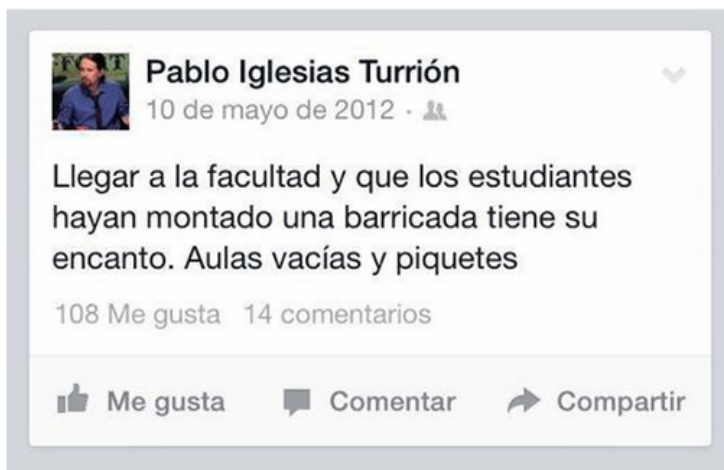 Pablo Iglesias Turrión
10 de mayo de 2012 ·
Llegar a la facultad y que los estudiantes
hayan montado una barricada tiene su
encanto. Aulas vacías y piquetes
108 Me gusta 14 comentarios
Me gusta Comentar Compartir